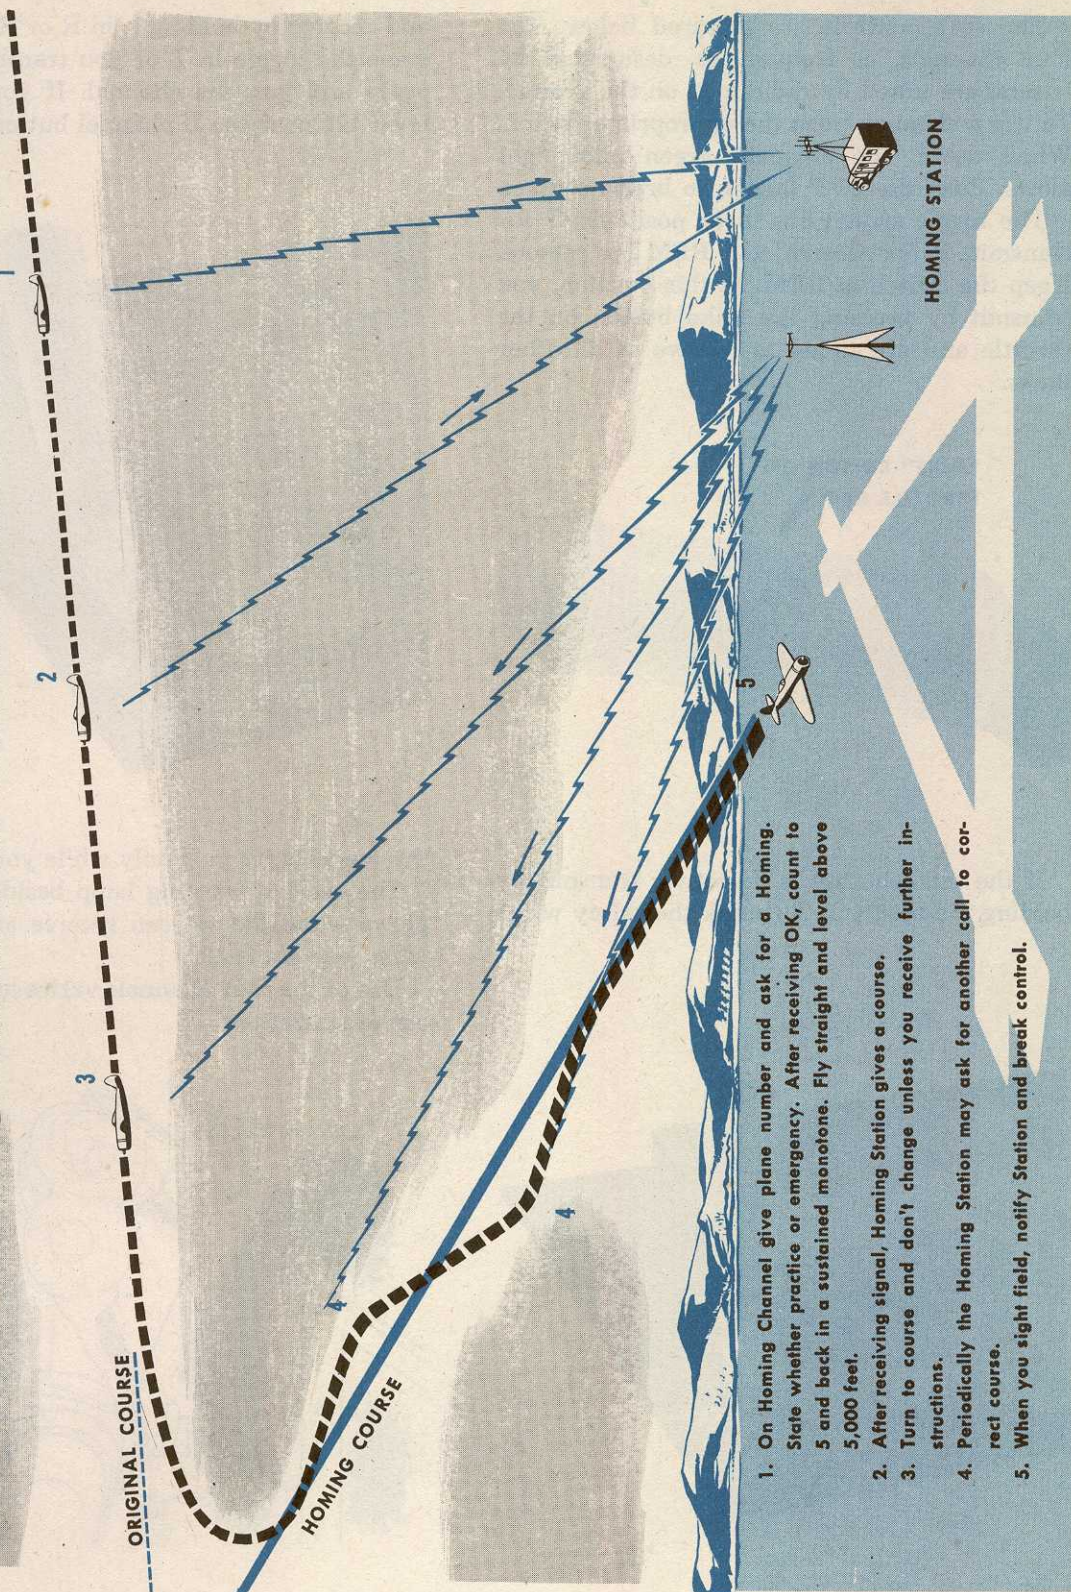 1
2
3
ORIGINAL COURSE
HOMING COURSE
4
4
5
HOMING STATION
1. On Homing Channel give plane number and ask for a Homing.
State whether practice or emergency. After receiving OK, count to
5 and back in a sustained monotone. Fly straight and level above
5,000 feet.
2. After receiving signal, Homing Station gives a course.
3. Turn to course and don't change unless you receive further in-
structions.
4. Periodically the Homing Station may ask for another call to cor-
rect course.
5. When you sight field, notify Station and break control.